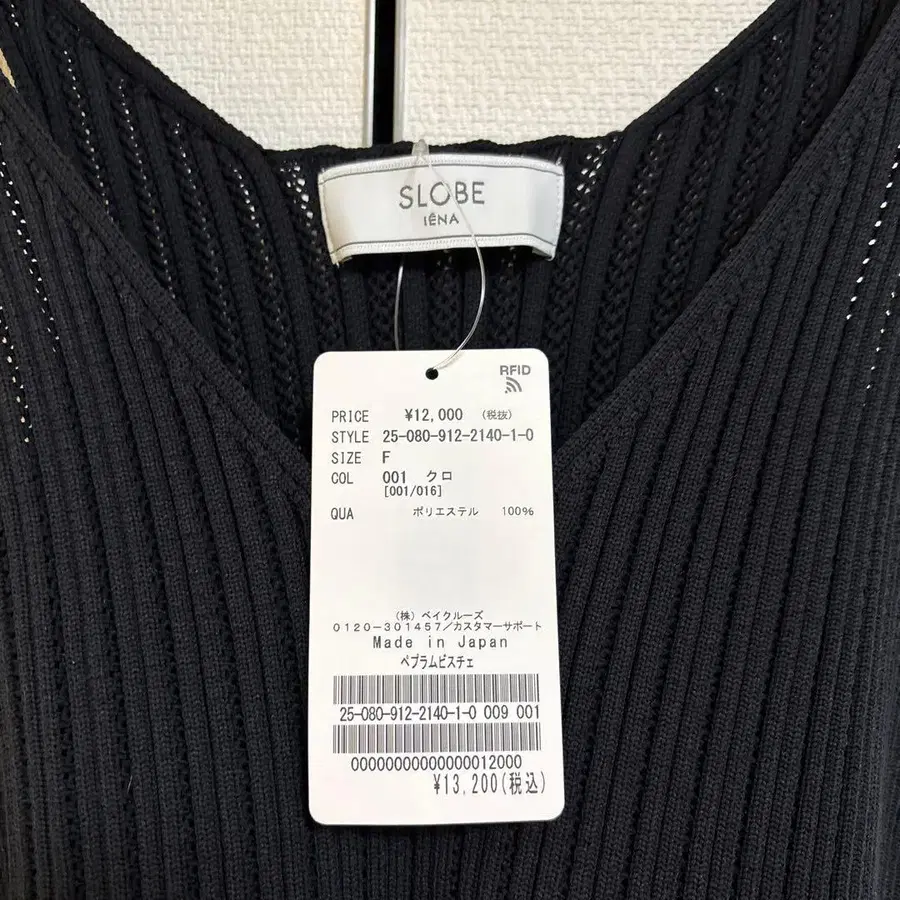 SLOBE
IÉNA
RFID
PRICE ¥12,000 (税抜)
STYLE 25-080-912-2140-1-0
SIZE F
COL 001 クロ
[001/016]
QUA ポリエステル 100%
(株) ベイクルーズ
0120-301457/カスタマーサポート
Made in Japan
ペプラムビスチェ
25-080-912-2140-1-0 009 001
00000000000000012000
¥13,200(税込)